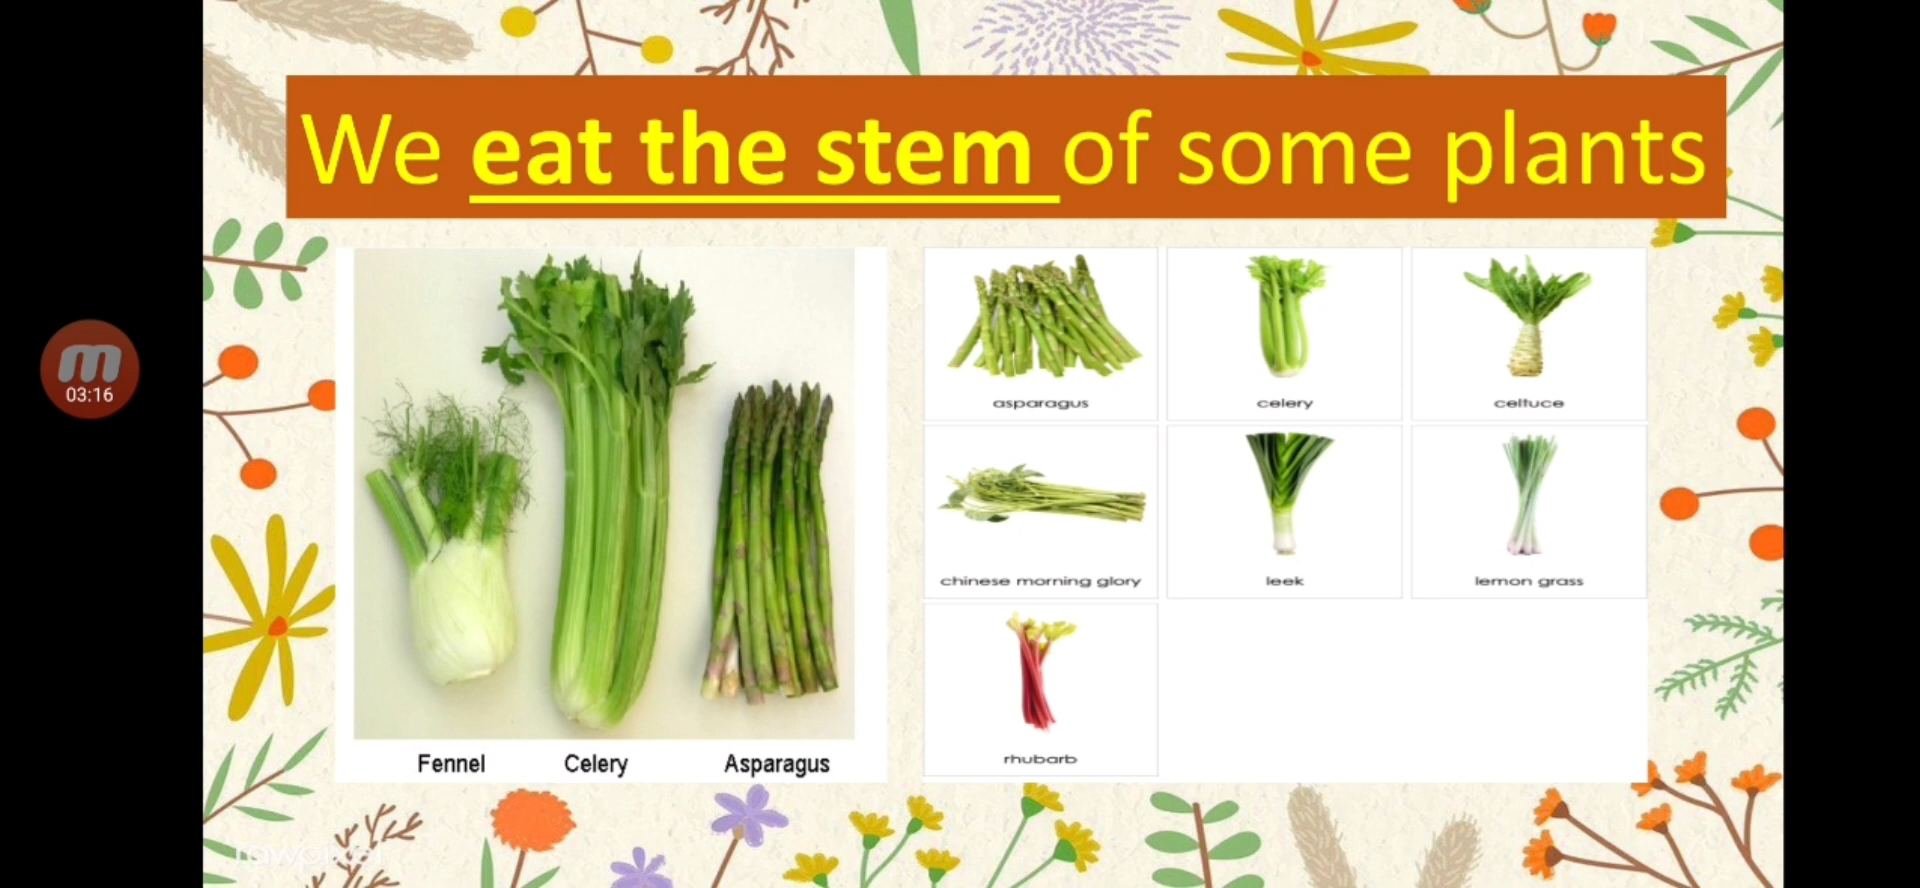 We eat the stem of some plants
03:16
Fennel Celery Asparagus
asparagus celery celtuce
chinese morning glory leek lemon grass
rhubarb
rawpixel